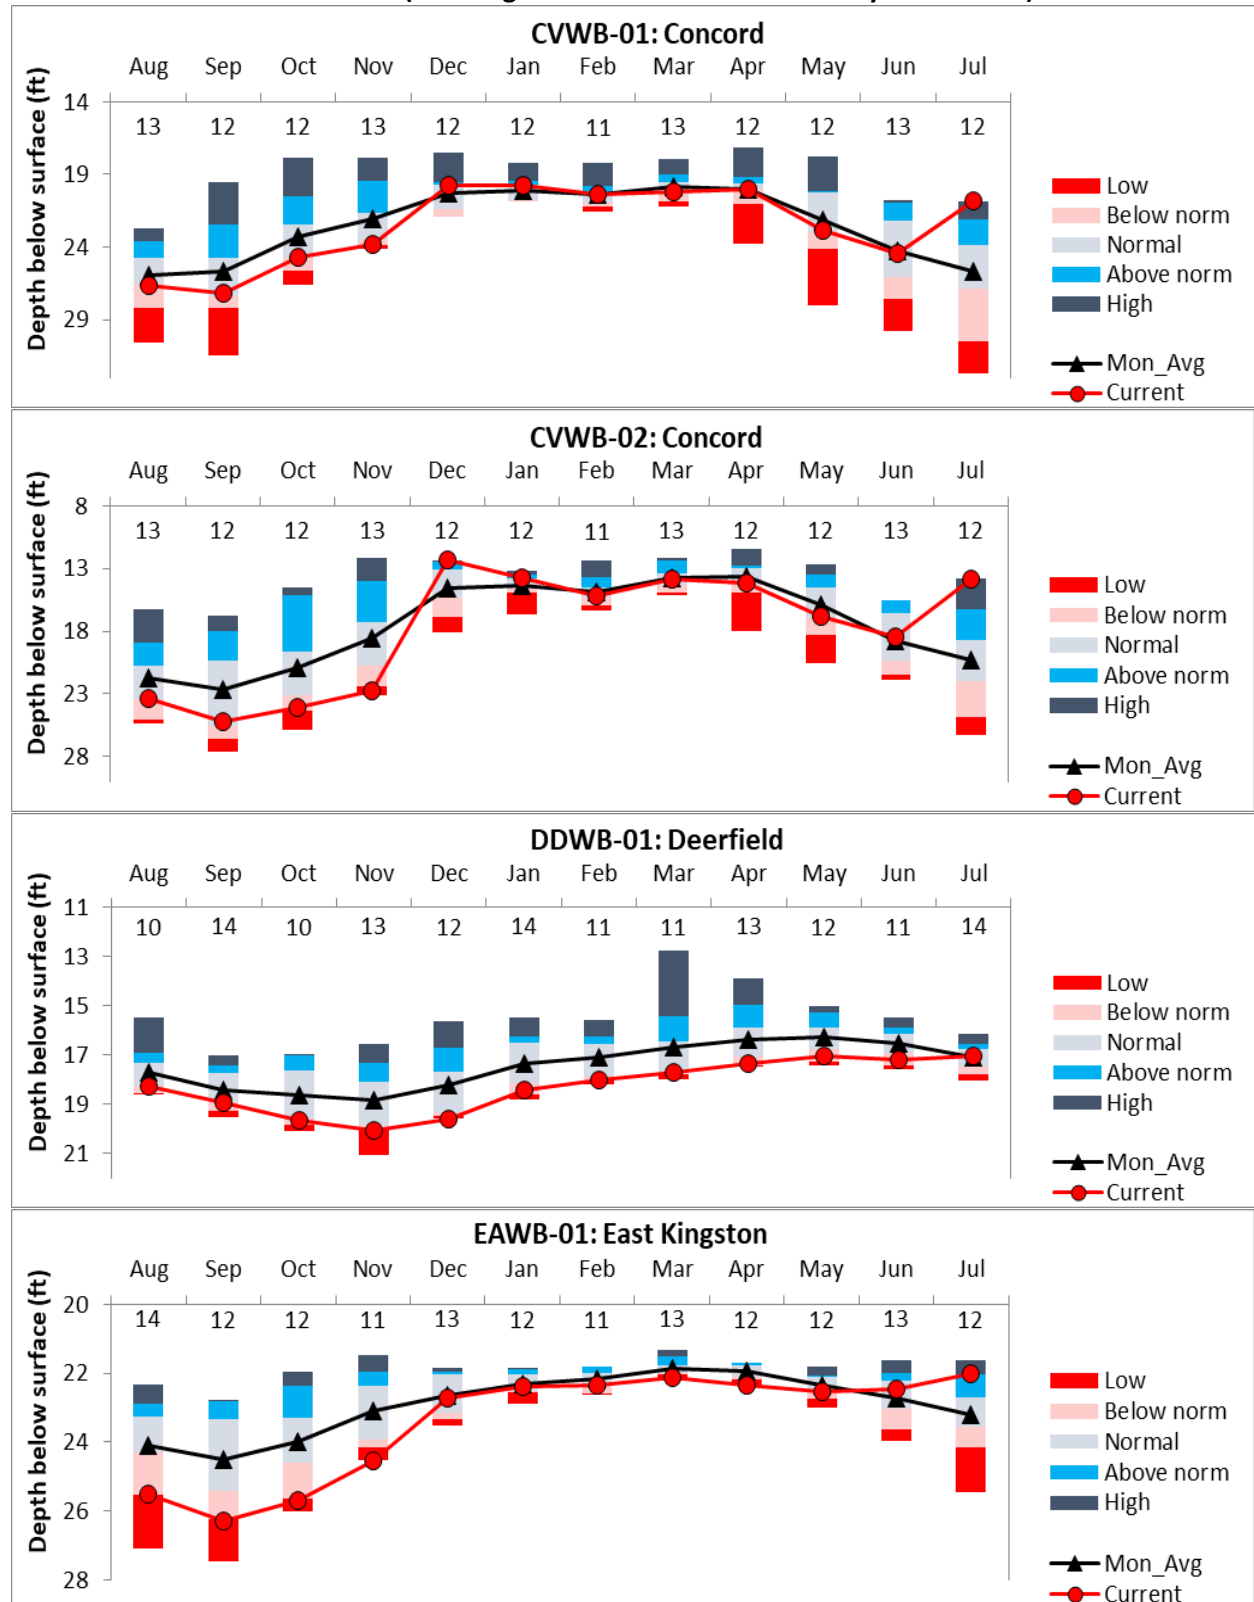 CVWB-01: Concord
Aug Sep Oct Nov Dec Jan Feb Mar Apr May Jun Jul
Depth below surface (ft)
14
13 12 12 13 12 12 11 13 12 12 13 12
19
24
29
Low
Below norm
Normal
Above norm
High
Mon_Avg
Current
CVWB-02: Concord
Aug Sep Oct Nov Dec Jan Feb Mar Apr May Jun Jul
Depth below surface (ft)
8
13 12 12 13 12 12 11 13 12 12 13 12
13
18
23
28
Low
Below norm
Normal
Above norm
High
Mon_Avg
Current
DDWB-01: Deerfield
Aug Sep Oct Nov Dec Jan Feb Mar Apr May Jun Jul
Depth below surface (ft)
11
10 14 10 13 12 14 11 11 13 12 11 14
13
15
17
19
21
Low
Below norm
Normal
Above norm
High
Mon_Avg
Current
EAWB-01: East Kingston
Aug Sep Oct Nov Dec Jan Feb Mar Apr May Jun Jul
Depth below surface (ft)
20
14 12 12 11 13 12 11 13 12 12 13 12
22
24
26
28
Low
Below norm
Normal
Above norm
High
Mon_Avg
Current